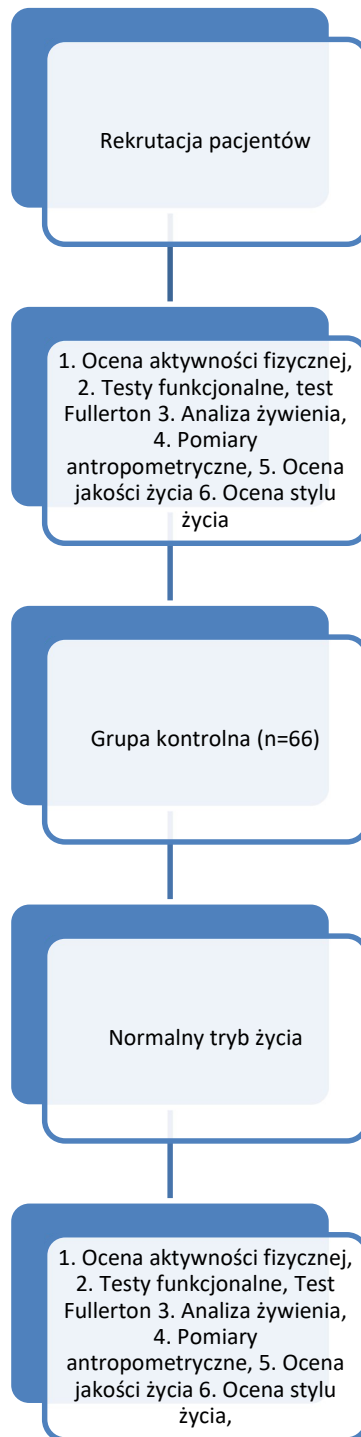 Rekrutacja pacjentów
1. Ocena aktywności fizycznej,
2. Testy funkcjonalne, test
Fullerton 3. Analiza żywienia,
4. Pomiary
antropometryczne, 5. Ocena
jakości życia 6. Ocena stylu
życia
Grupa kontrolna (n=66)
Normalny tryb życia
1. Ocena aktywności fizycznej,
2. Testy funkcjonalne, Test
Fullerton 3. Analiza żywienia,
4. Pomiary
antropometryczne, 5. Ocena
jakości życia 6. Ocena stylu
życia,